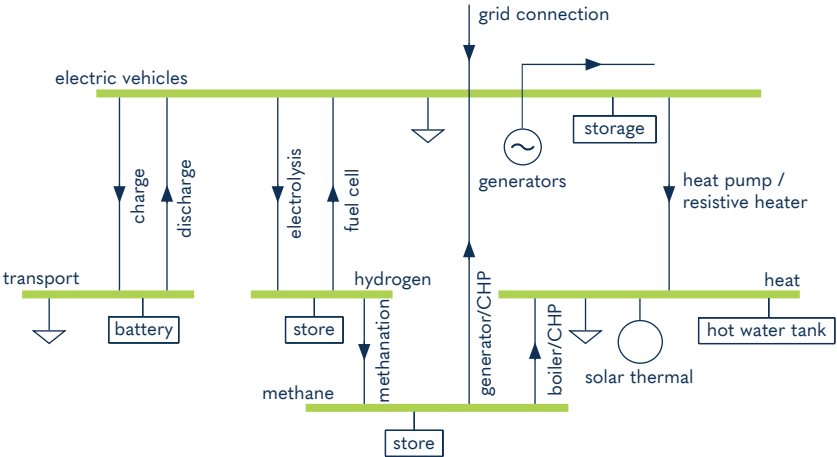 grid connection
electric vehicles
storage
generators
charge
discharge
electrolysis
fuel cell
heat pump /
resistive heater
transport
hydrogen
heat
battery
store
methanation
generator/CHP
boiler/CHP
hot water tank
solar thermal
methane
store